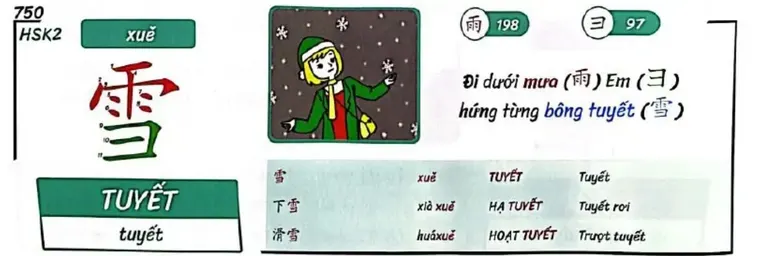 750
HSK2
xuě
雪
TUYẾT
tuyết
雨 198
彐 97
Đi dưới mưa (雨) Em (彐)
hứng từng bông tuyết (雪)
雪 xuě TUYẾT Tuyết
下雪 xià xuě HẠ TUYẾT Tuyết rơi
滑雪 huáxuě HOẠT TUYẾT Trượt tuyết